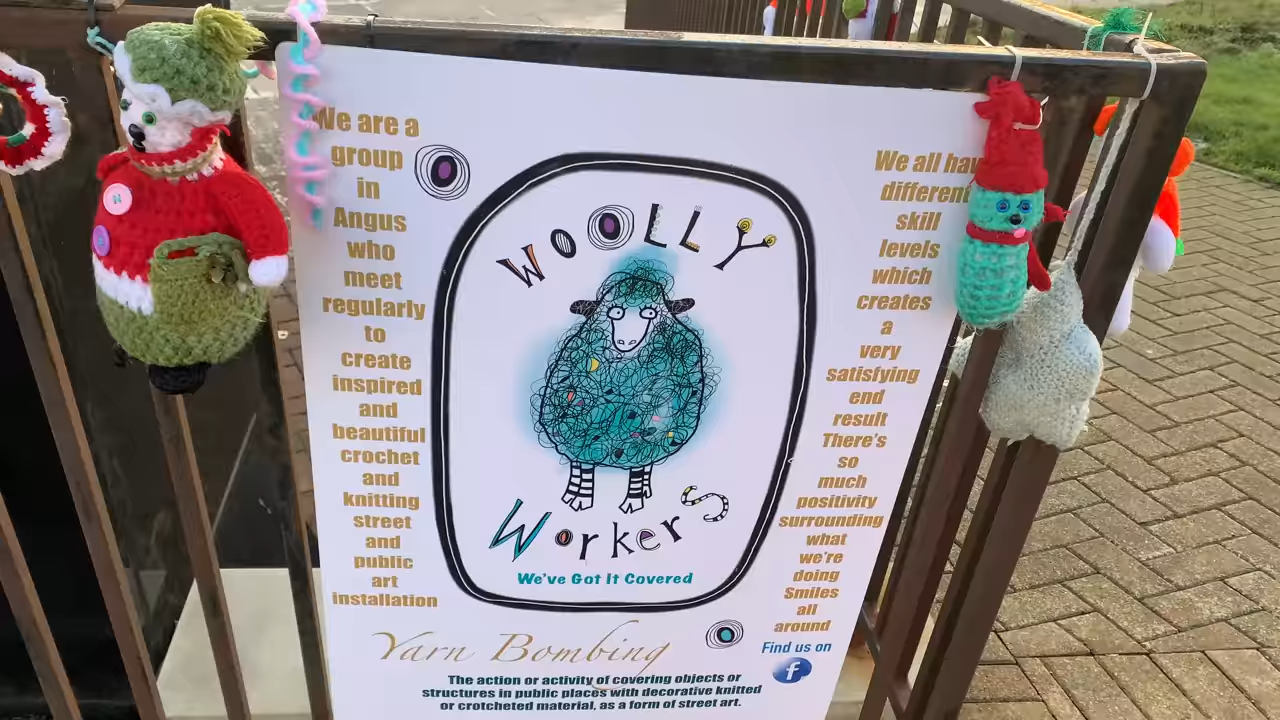 We are a
group
in
Angus
who
meet
regularly
to
create
inspired
and
beautiful
crochet
and
knitting
street
and
public
art
installation
WOOLLY
Workers
We've Got It Covered
We all hav
different
skill
levels
which
creates
a
very
satisfying
end
result
There's
so
much
positivity
surrounding
what
we're
doing
Smiles
all
around
Find us on
f
Yarn Bombing
The action or activity of covering objects or
structures in public places with decorative knitted
or crotcheted material, as a form of street art.